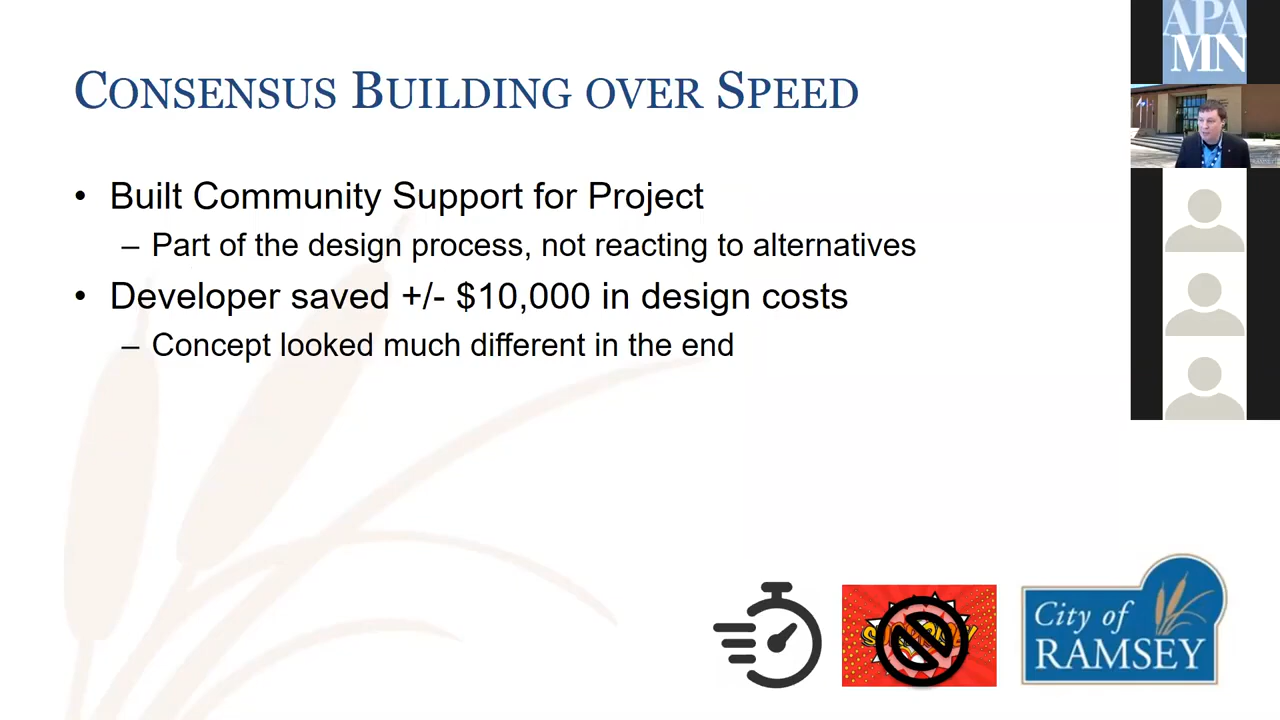 CONSENSUS BUILDING OVER SPEED
• Built Community Support for Project
– Part of the design process, not reacting to alternatives
• Developer saved +/- $10,000 in design costs
– Concept looked much different in the end
APA
MN
City of
RAMSEY